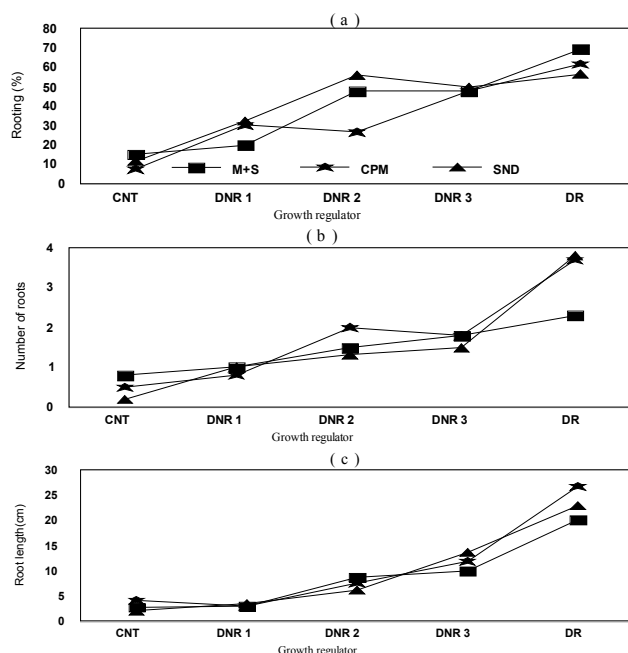 ( a )
Rooting (%)
80
70
60
50
40
30
20
10
0
M+S CPM SND
CNT DNR 1 DNR 2 DNR 3 DR
Growth regulator
( b )
Number of roots
4
3
2
1
0
CNT DNR 1 DNR 2 DNR 3 DR
Growth regulator
( c )
Root length(cm)
30
25
20
15
10
5
0
CNT DNR 1 DNR 2 DNR 3 DR
Growth regulator